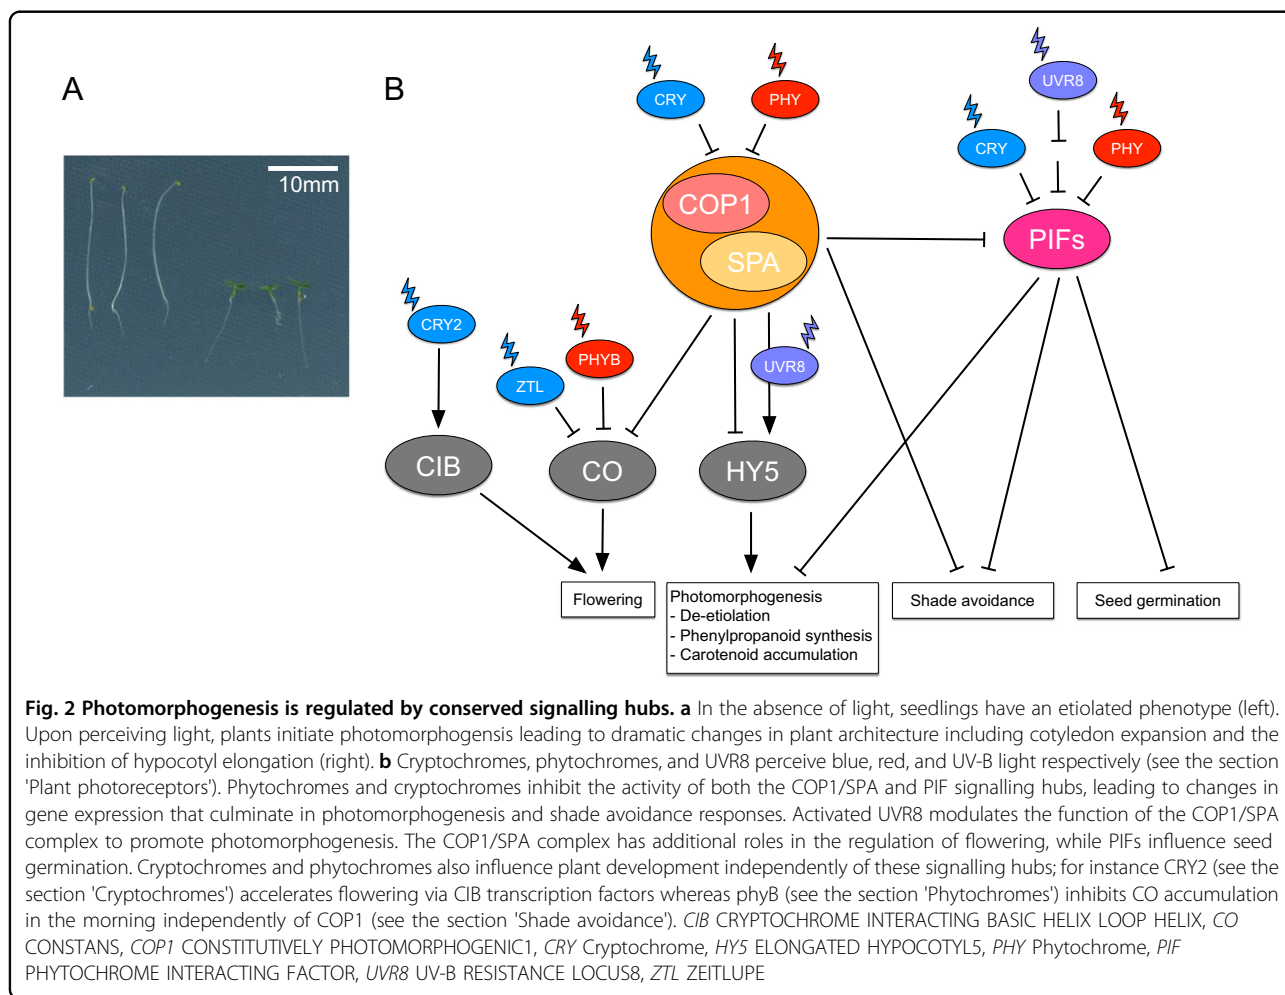 A
10mm
B
CRY
PHY
UVR8
CRY
PHY
COP1
SPA
PIFs
CRY2
ZTL
PHYB
UVR8
CIB
CO
HY5
Flowering
Photomorphogenesis
- De-etiolation
- Phenylpropanoid synthesis
- Carotenoid accumulation
Shade avoidance
Seed germination
Fig. 2 Photomorphogenesis is regulated by conserved signalling hubs. a In the absence of light, seedlings have an etiolated phenotype (left).
Upon perceiving light, plants initiate photomorphogensis leading to dramatic changes in plant architecture including cotyledon expansion and the
inhibition of hypocotyl elongation (right). b Cryptochromes, phytochromes, and UVR8 perceive blue, red, and UV-B light respectively (see the section
'Plant photoreceptors'). Phytochromes and cryptochromes inhibit the activity of both the COP1/SPA and PIF signalling hubs, leading to changes in
gene expression that culminate in photomorphogenesis and shade avoidance responses. Activated UVR8 modulates the function of the COP1/SPA
complex to promote photomorphogenesis. The COP1/SPA complex has additional roles in the regulation of flowering, while PIFs influence seed
germination. Cryptochromes and phytochromes also influence plant development independently of these signalling hubs; for instance CRY2 (see the
section 'Cryptochromes') accelerates flowering via CIB transcription factors whereas phyB (see the section 'Phytochromes') inhibits CO accumulation
in the morning independently of COP1 (see the section 'Shade avoidance'). CIB CRYPTOCHROME INTERACTING BASIC HELIX LOOP HELIX, CO
CONSTANS, COP1 CONSTITUTIVELY PHOTOMORPHOGENIC1, CRY Cryptochrome, HY5 ELONGATED HYPOCOTYL5, PHY Phytochrome, PIF
PHYTOCHROME INTERACTING FACTOR, UVR8 UV-B RESISTANCE LOCUS8, ZTL ZEITLUPE